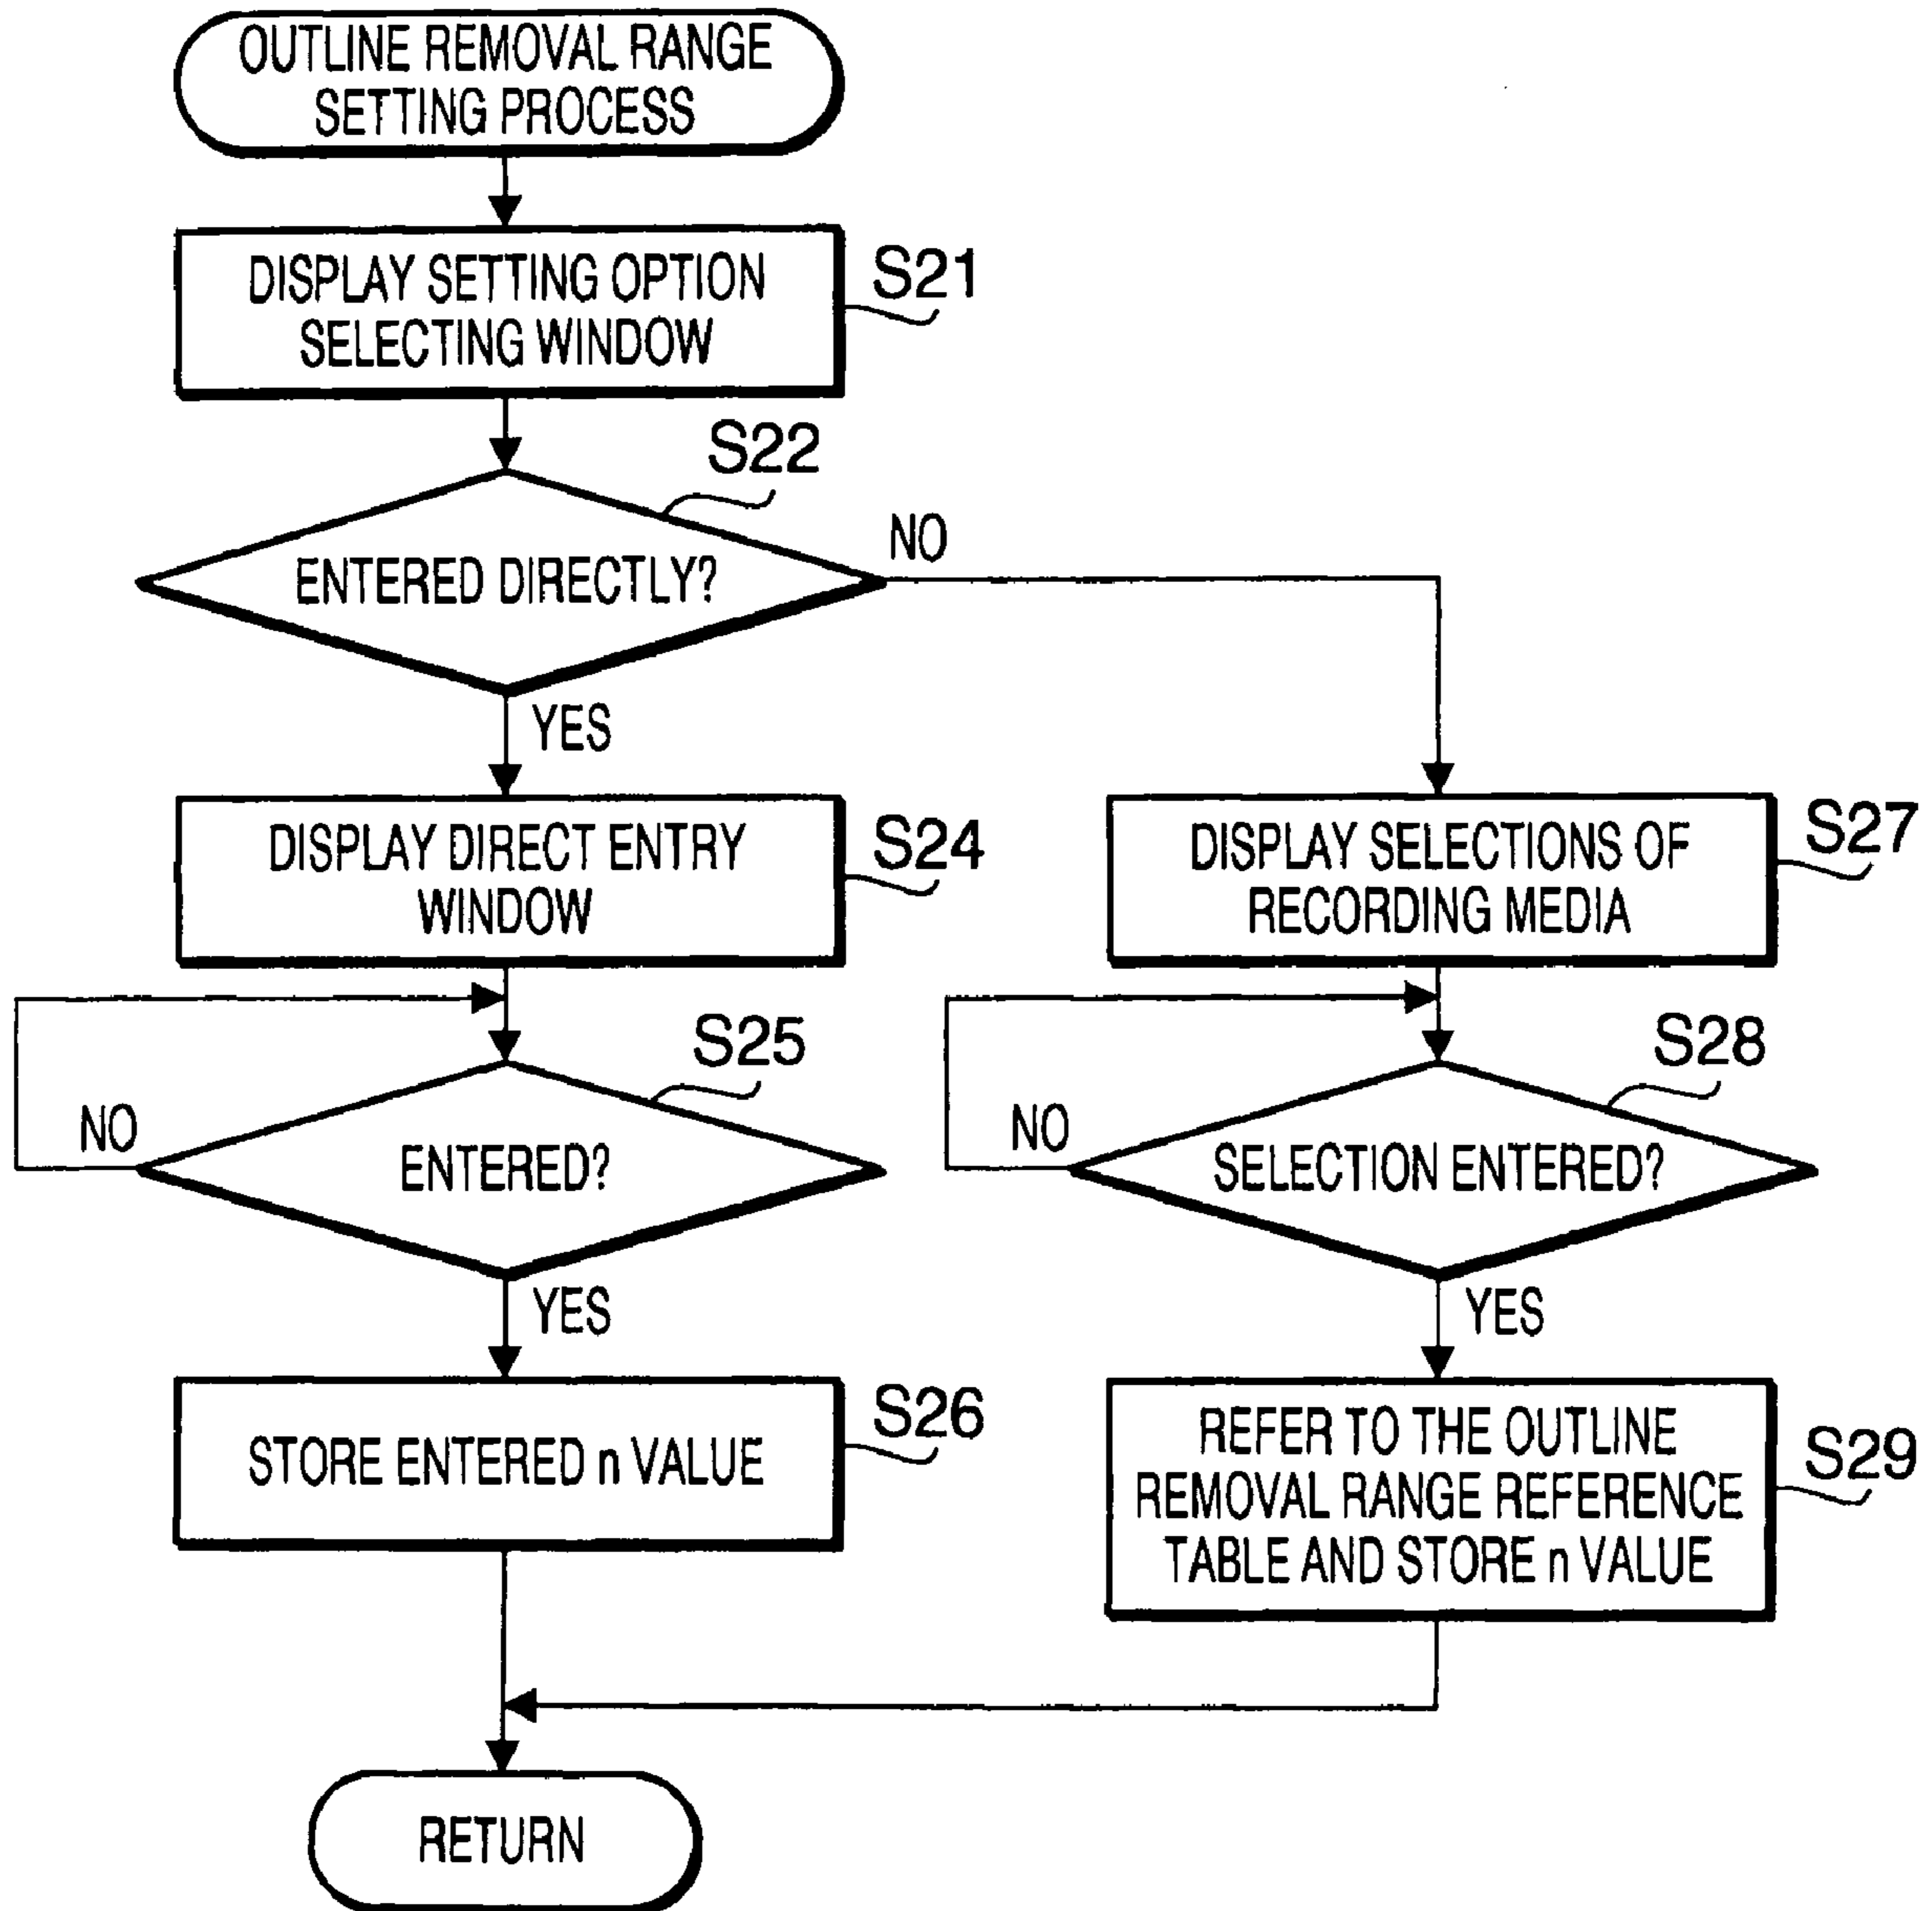 OUTLINE REMOVAL RANGE
SETTING PROCESS
DISPLAY SETTING OPTION
SELECTING WINDOW
S21
S22
ENTERED DIRECTLY?
NO
YES
DISPLAY DIRECT ENTRY
WINDOW
S24
DISPLAY SELECTIONS OF
RECORDING MEDIA
S27
S25
ENTERED?
NO
YES
S28
SELECTION ENTERED?
NO
YES
STORE ENTERED n VALUE
S26
REFER TO THE OUTLINE
REMOVAL RANGE REFERENCE
TABLE AND STORE n VALUE
S29
RETURN